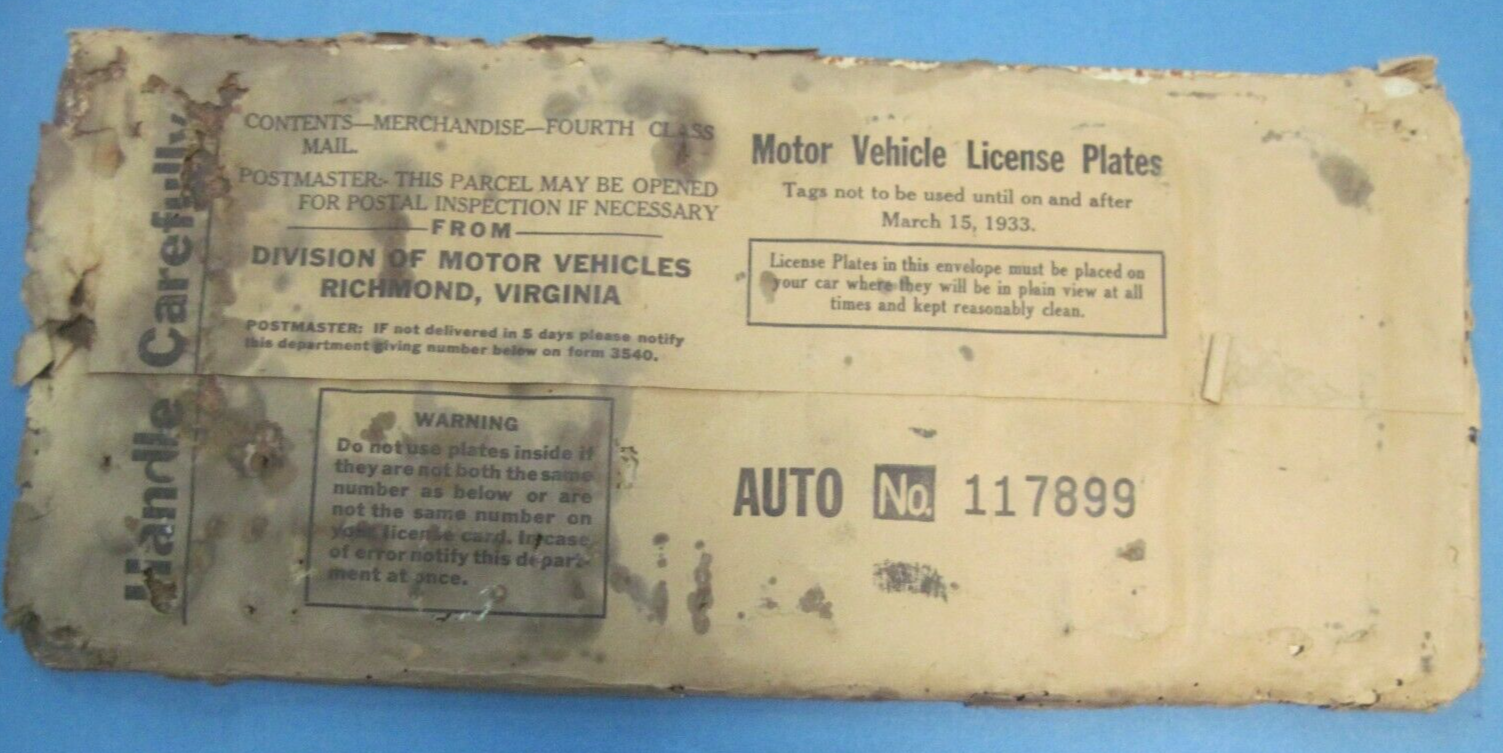 Handle Carefully
CONTENTS—MERCHANDISE—FOURTH CLASS
MAIL.
POSTMASTER:- THIS PARCEL MAY BE OPENED
FOR POSTAL INSPECTION IF NECESSARY
FROM
DIVISION OF MOTOR VEHICLES
RICHMOND, VIRGINIA
POSTMASTER: IF not delivered in 5 days please notify
this department giving number below on form 3540.
Motor Vehicle License Plates
Tags not to be used until on and after
March 15, 1933.
License Plates in this envelope must be placed on
your car where they will be in plain view at all
times and kept reasonably clean.
WARNING
Do not use plates inside if
they are not both the same
number as below or are
not the same number on
your license card. In case
of error notify this depart-
ment at once.
AUTO No. 117899